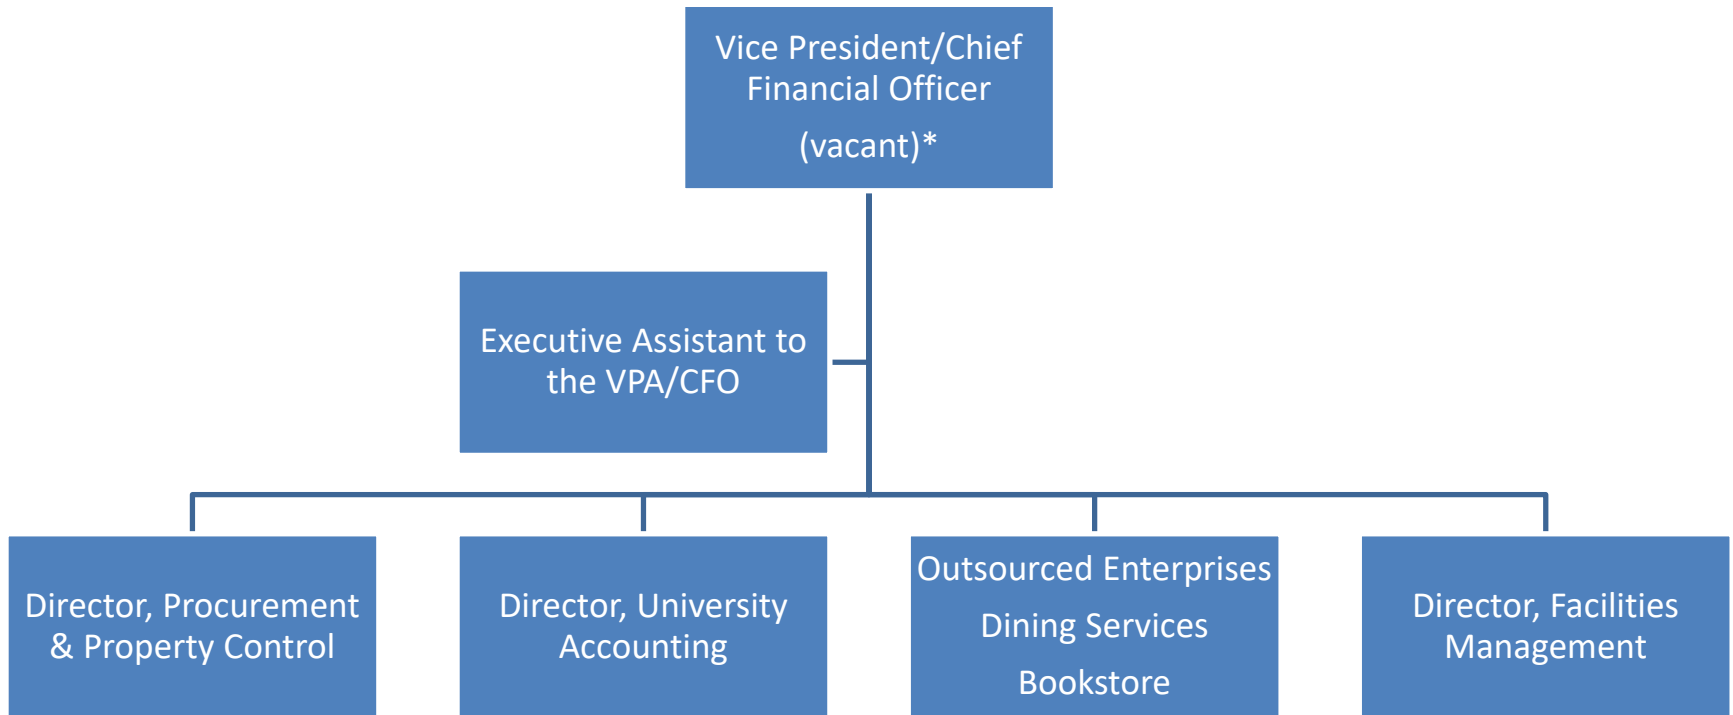 Vice President/Chief
Financial Officer
(vacant)*
Executive Assistant to
the VPA/CFO
Director, Procurement
& Property Control
Director, University
Accounting
Outsourced Enterprises
Dining Services
Bookstore
Director, Facilities
Management